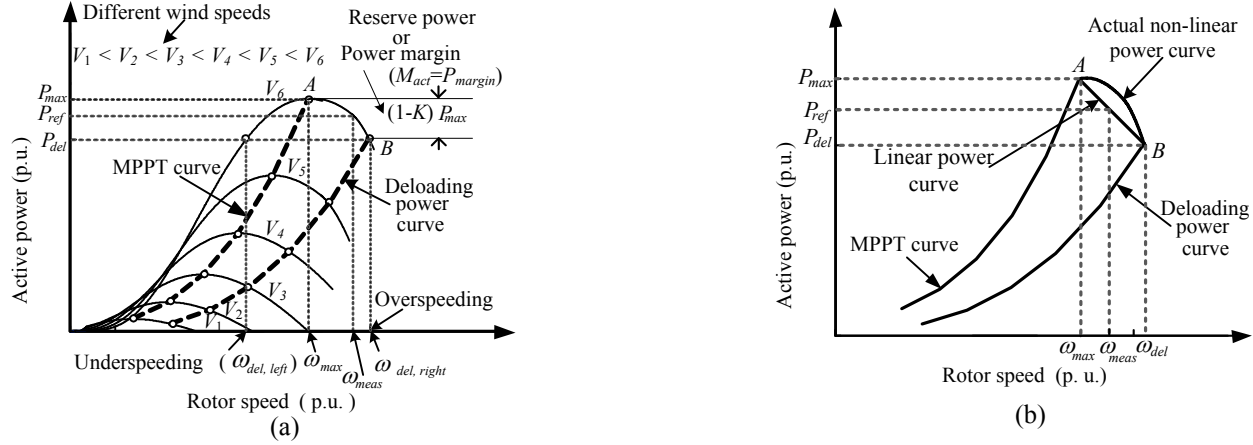 Different wind speeds
V1 < V2 < V3 < V4 < V5 < V6
Reserve power
or
Power margin
(Mact=Pmargin)
(1-K) Pmax
Pmax
Pref
Pdel
V6
A
B
MPPT curve
V5
Deloading
power
curve
V4
V3
V2
V1
Overspeeding
Underspeeding
(ωdel, left)
ωmax
ωmeas
ωdel, right
Active power (p.u.)
Rotor speed ( p.u.)
(a)
Actual non-linear
power curve
Pmax
Pref
Pdel
A
B
Linear power
curve
MPPT curve
Deloading
power
curve
ωmax
ωmeas
ωdel
Active power (p.u.)
Rotor speed (p. u.)
(b)